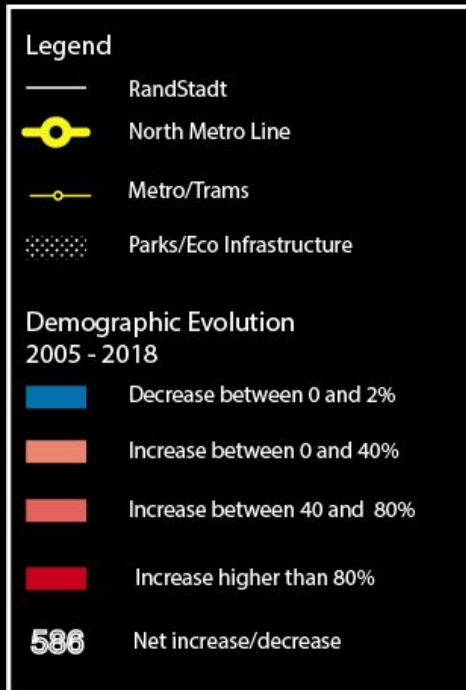 Legend
RandStadt
North Metro Line
Metro/Trams
Parks/Eco Infrastructure
Demographic Evolution
2005 - 2018
Decrease between 0 and 2%
Increase between 0 and 40%
Increase between 40 and 80%
Increase higher than 80%
586 Net increase/decrease